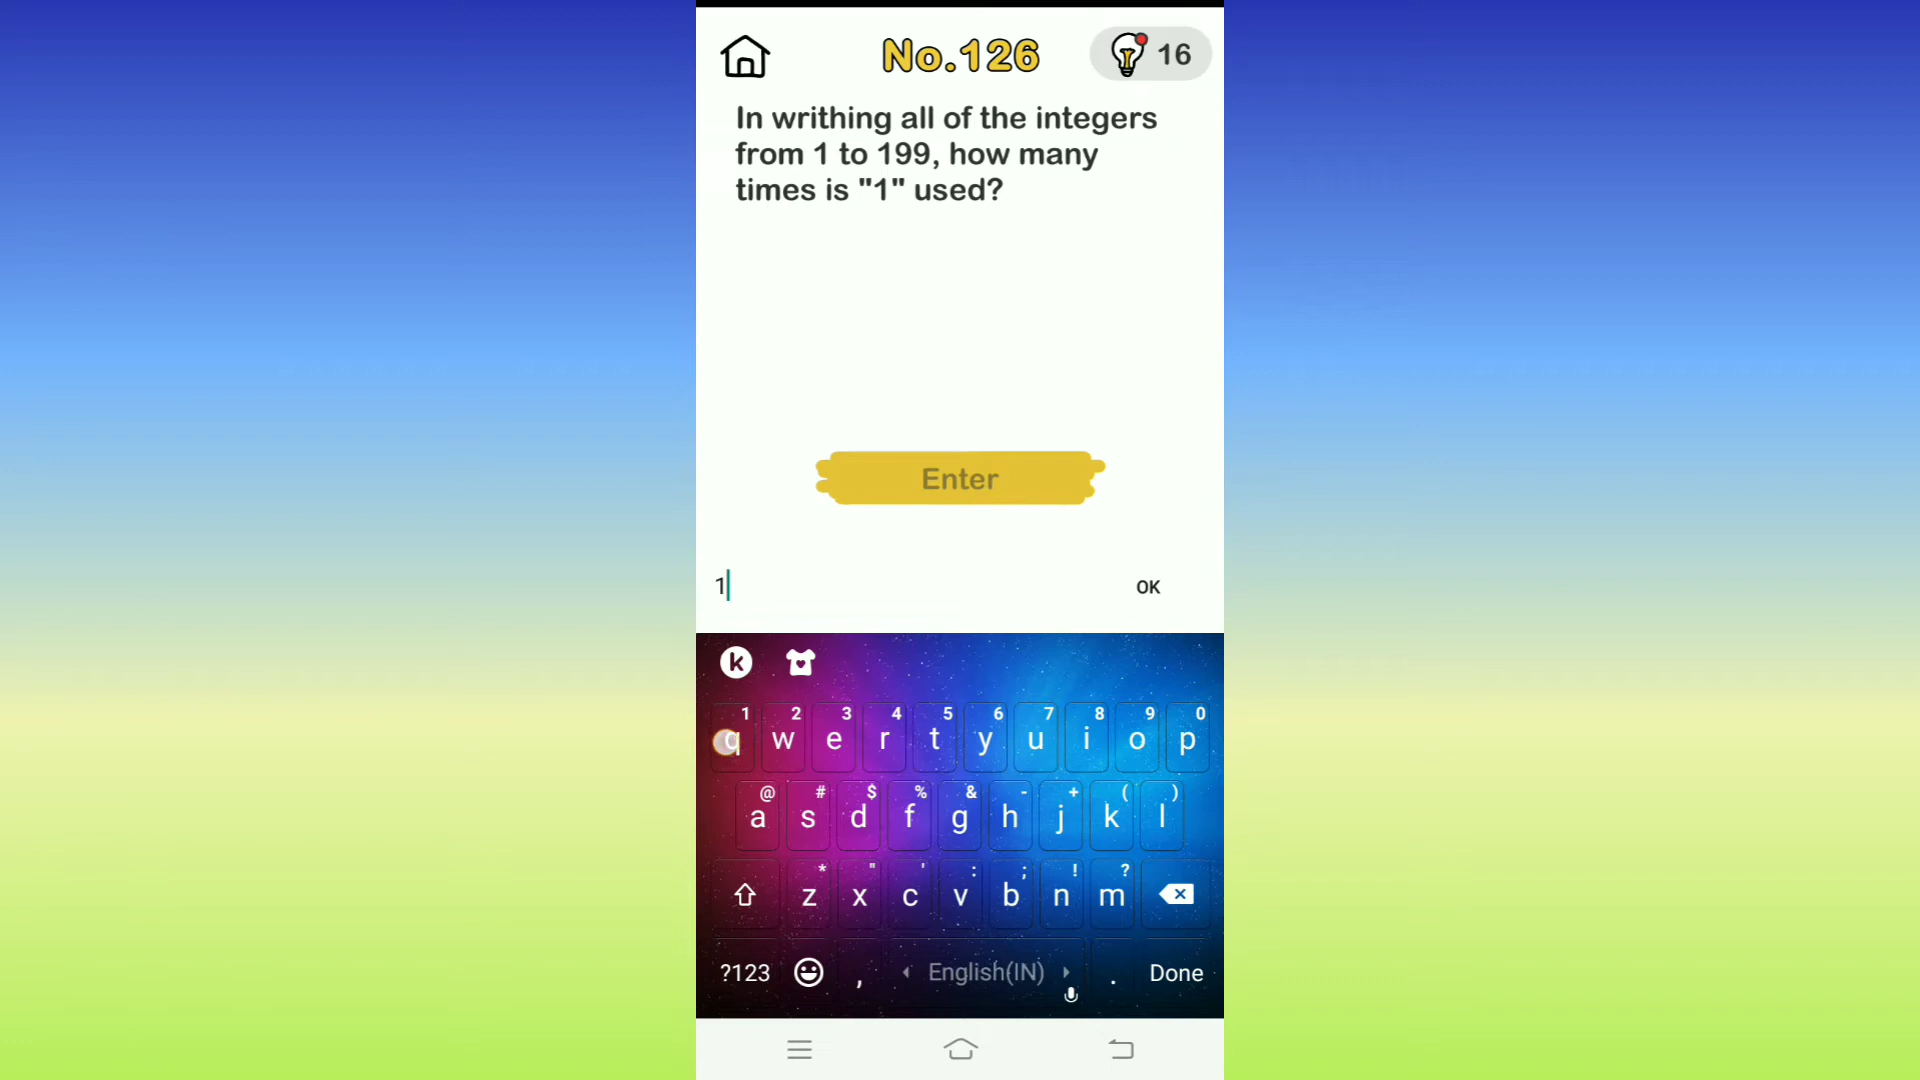 No.126
16
In writhing all of the integers
from 1 to 199, how many
times is "1" used?
Enter
1
OK
k
1 2 3 4 5 6 7 8 9 0
q w e r t y u i o p
@ # $ % & - + ( )
a s d f g h j k l
* " ' : ; ! ?
z x c v b n m
?123 , English(IN) . Done